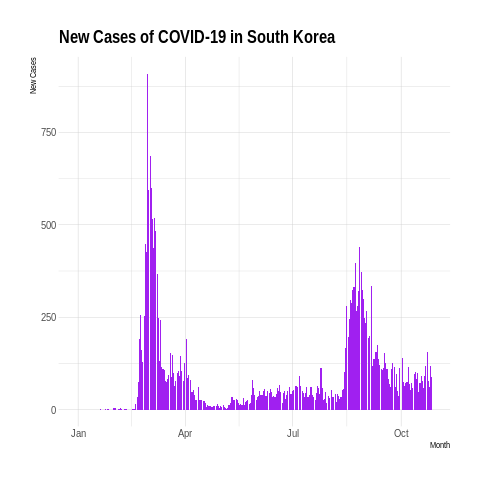 New Cases of COVID-19 in South Korea
New Cases
750
500
250
0
Jan Apr Jul Oct
Month